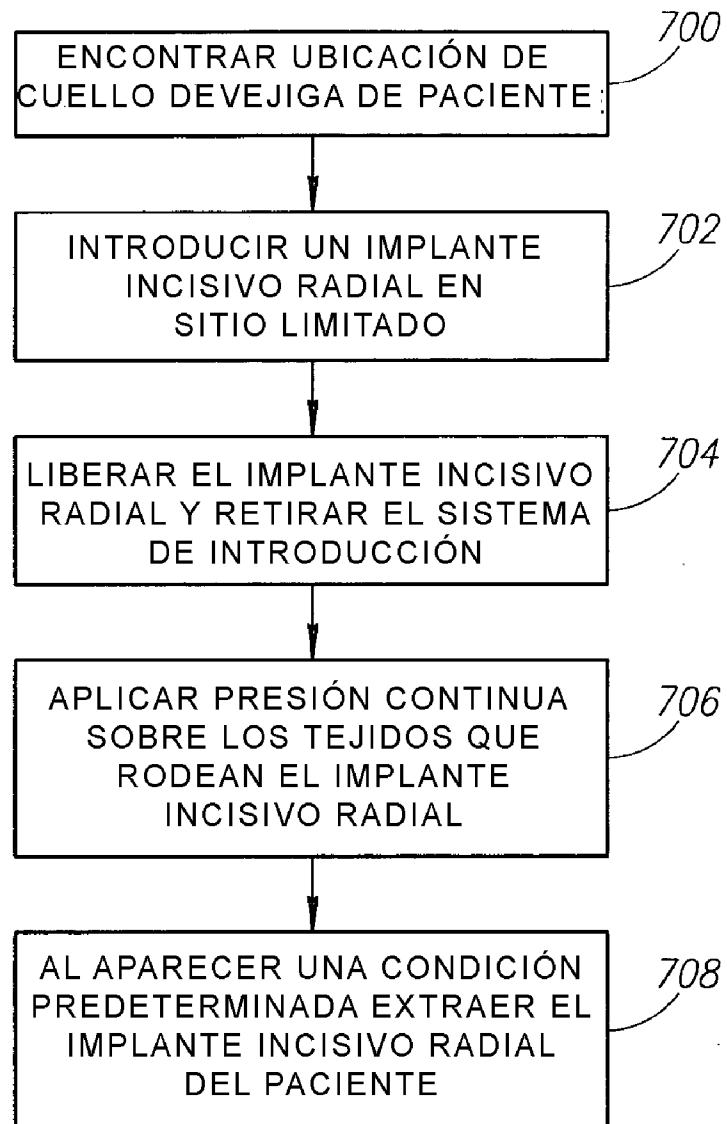 700
ENCONTRAR UBICACIÓN DE
CUELLO DEVEJIGA DE PACIENTE
702
INTRODUCIR UN IMPLANTE
INCISIVO RADIAL EN
SITIO LIMITADO
704
LIBERAR EL IMPLANTE INCISIVO
RADIAL Y RETIRAR EL SISTEMA
DE INTRODUCCIÓN
706
APLICAR PRESIÓN CONTINUA
SOBRE LOS TEJIDOS QUE
RODEAN EL IMPLANTE
INCISIVO RADIAL
708
AL APARECER UNA CONDICIÓN
PREDETERMINADA EXTRAER EL
IMPLANTE INCISIVO RADIAL
DEL PACIENTE